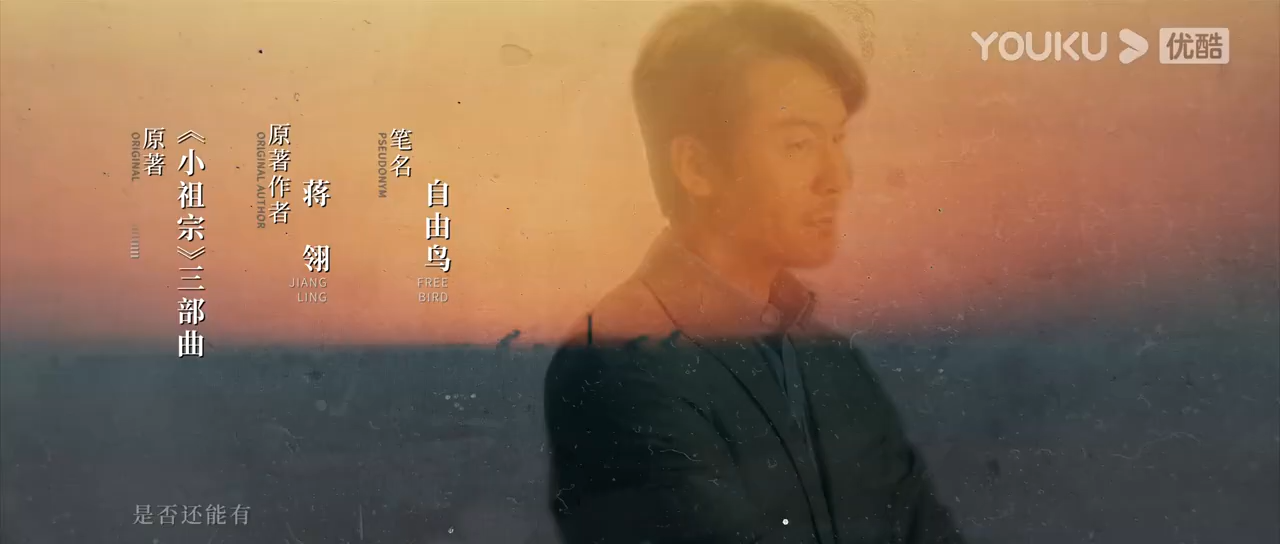 YOUKU 优酷
原著
ORIGINAL
《小祖宗》三部曲
原著作者
ORIGINAL AUTHOR
蒋翎
JIANG
LING
笔名
PSEUDONYM
自由鸟
FREE
BIRD
是否还能有